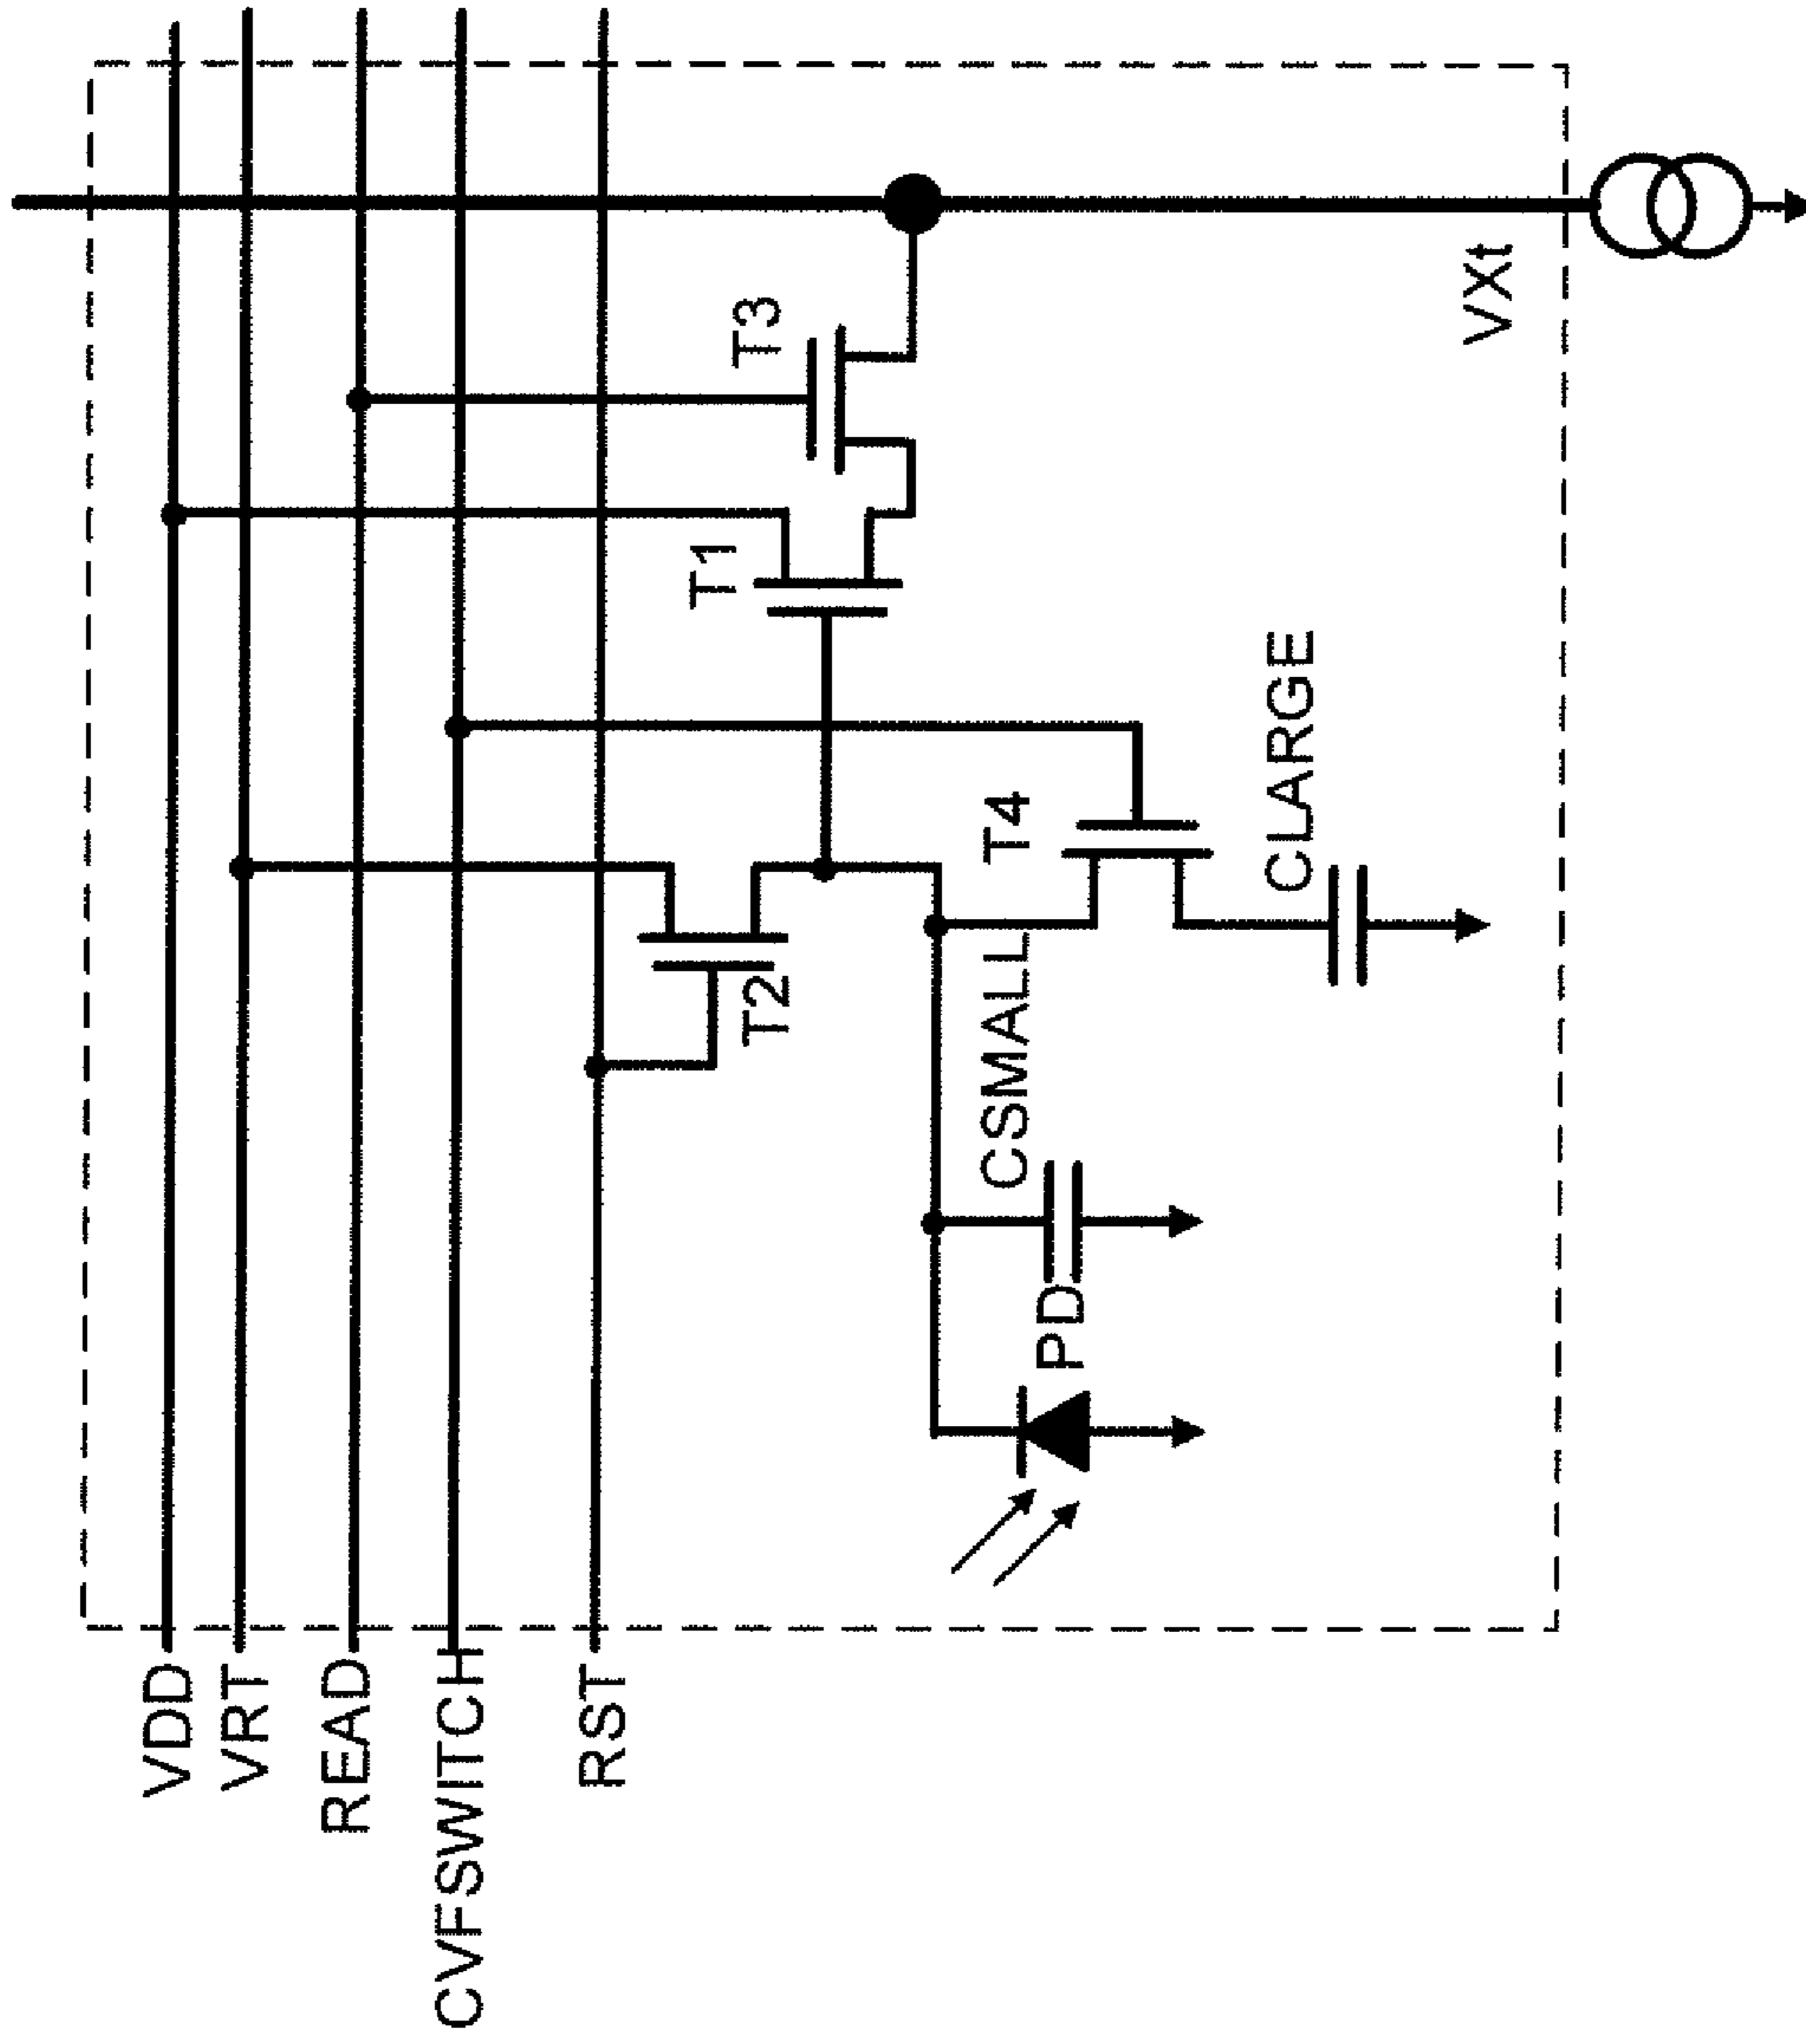 VDD
VRT
READ
CVFSWITCH
RST
T3
T1
T2
T4
CSMALL
CLARGE
PD
VXt